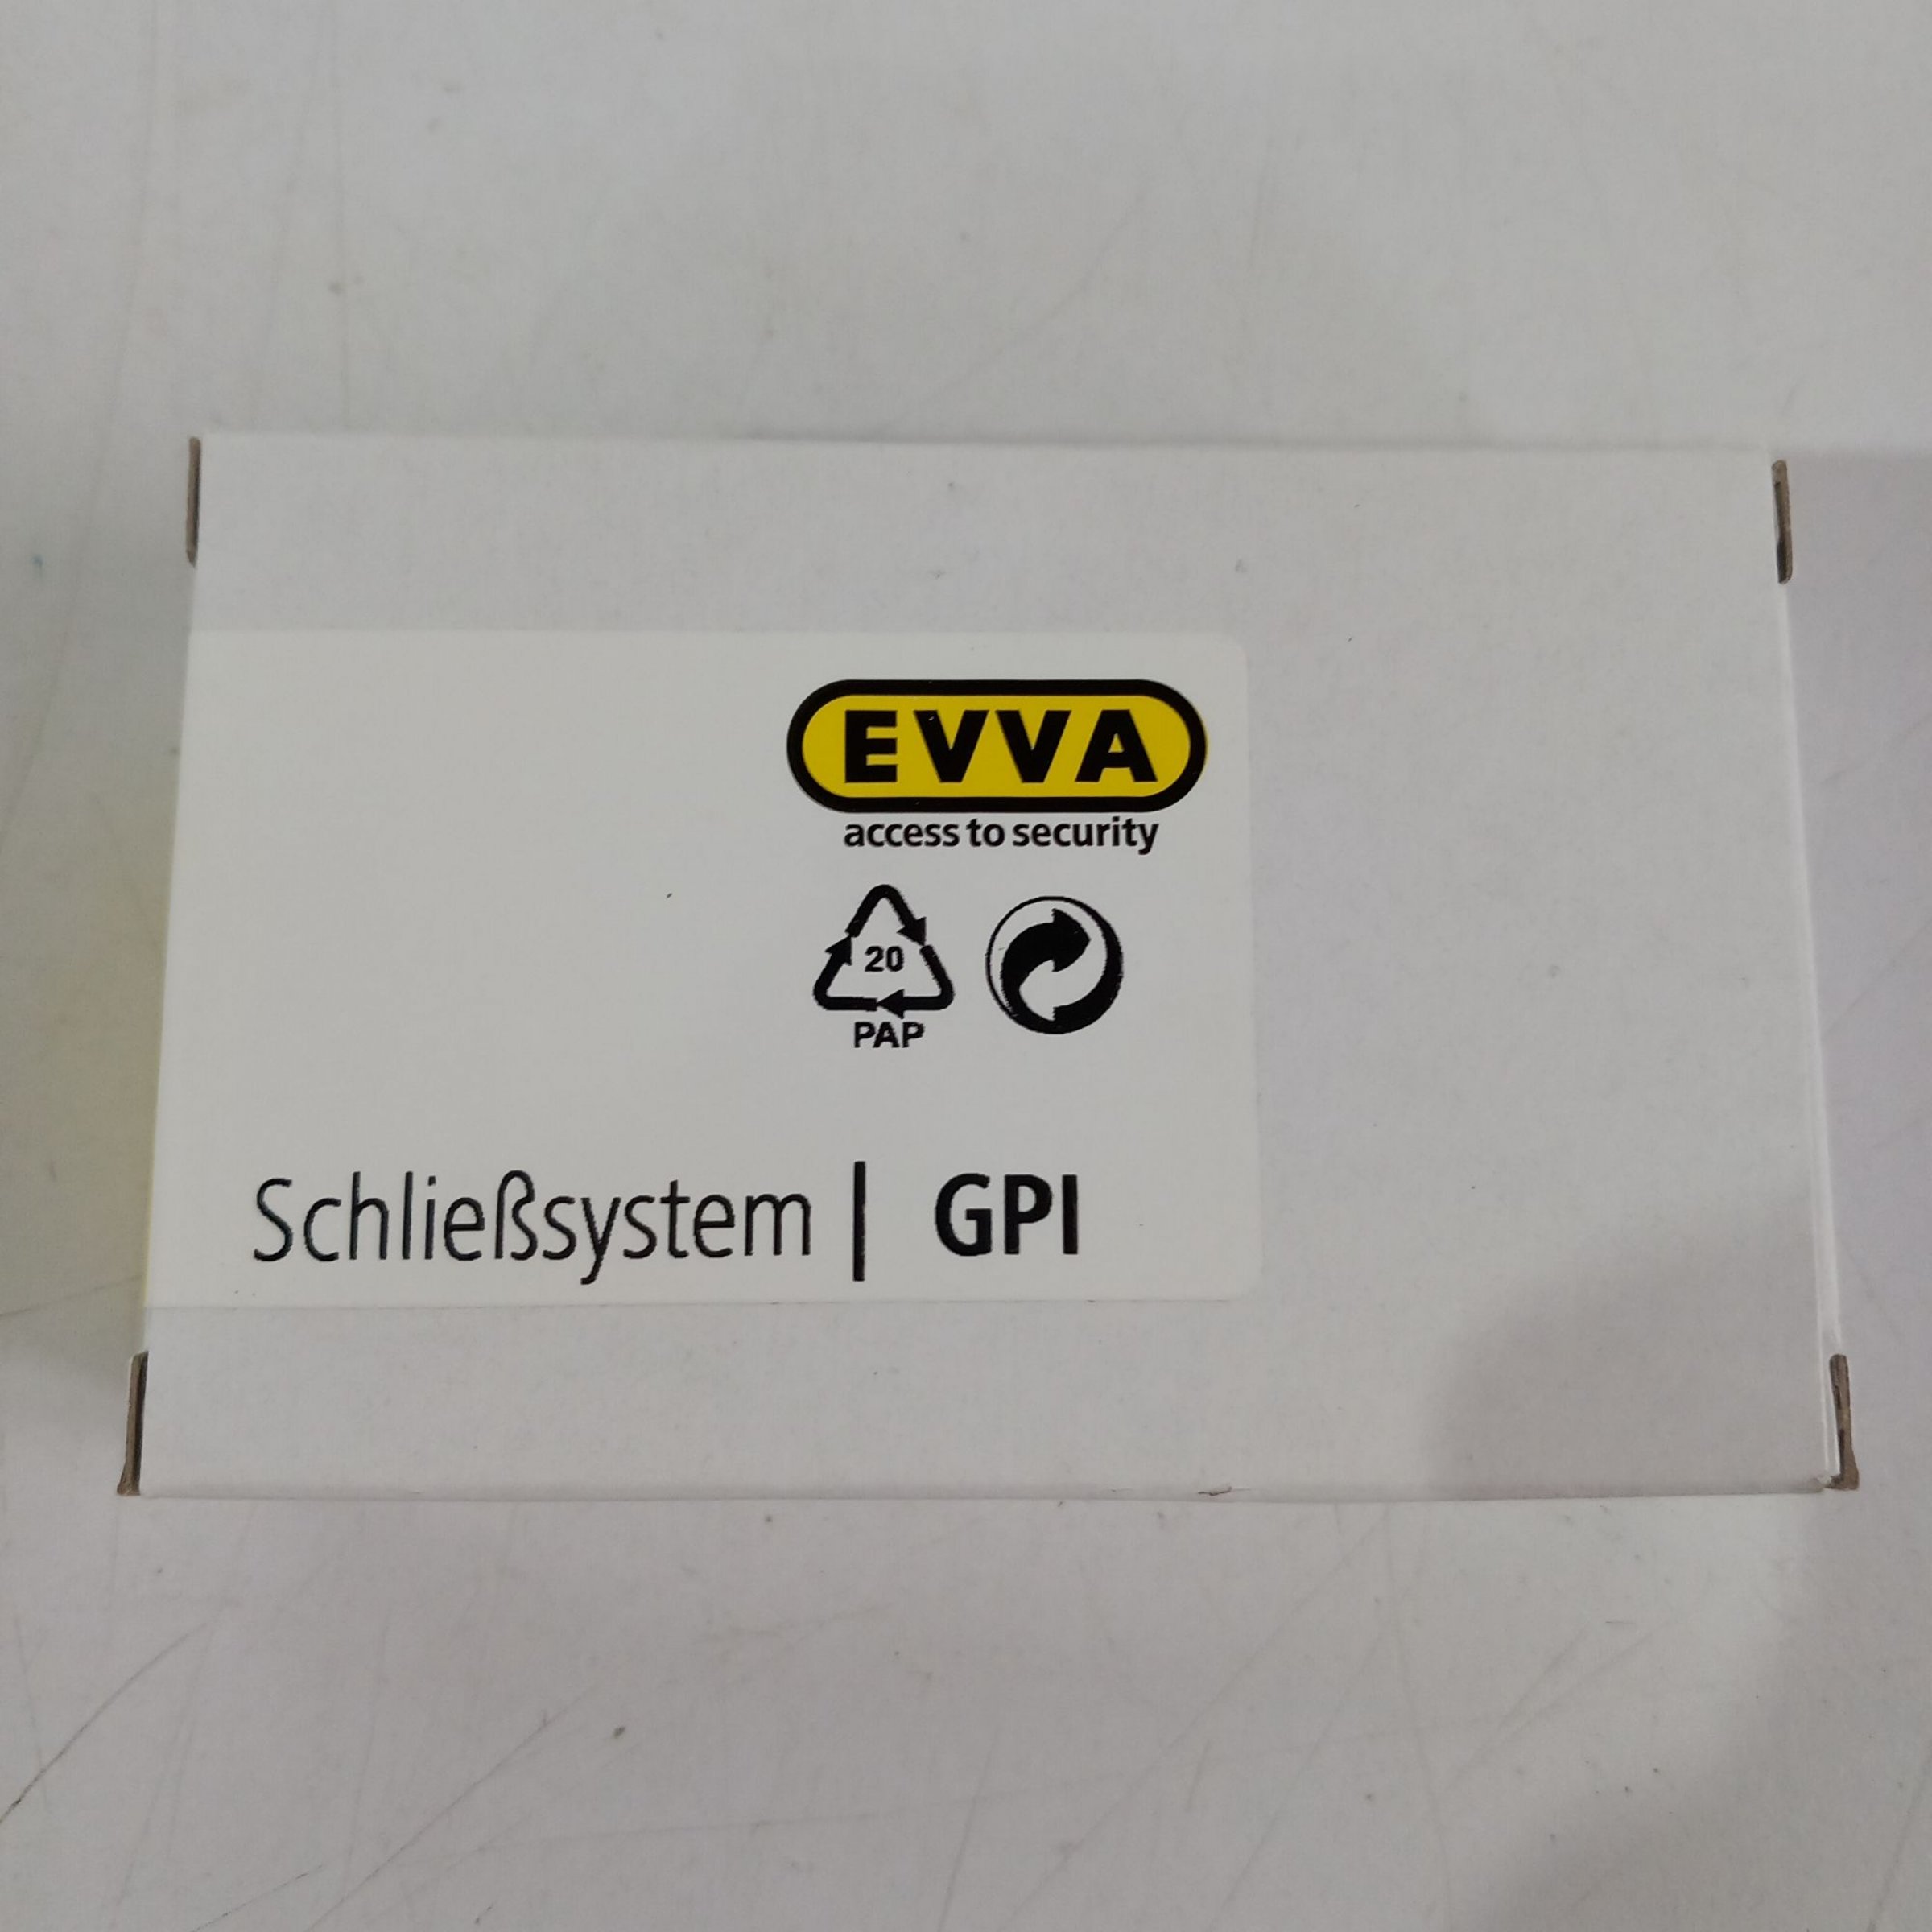 EVVA
access to security
20
PAP
Schließsystem | GPI